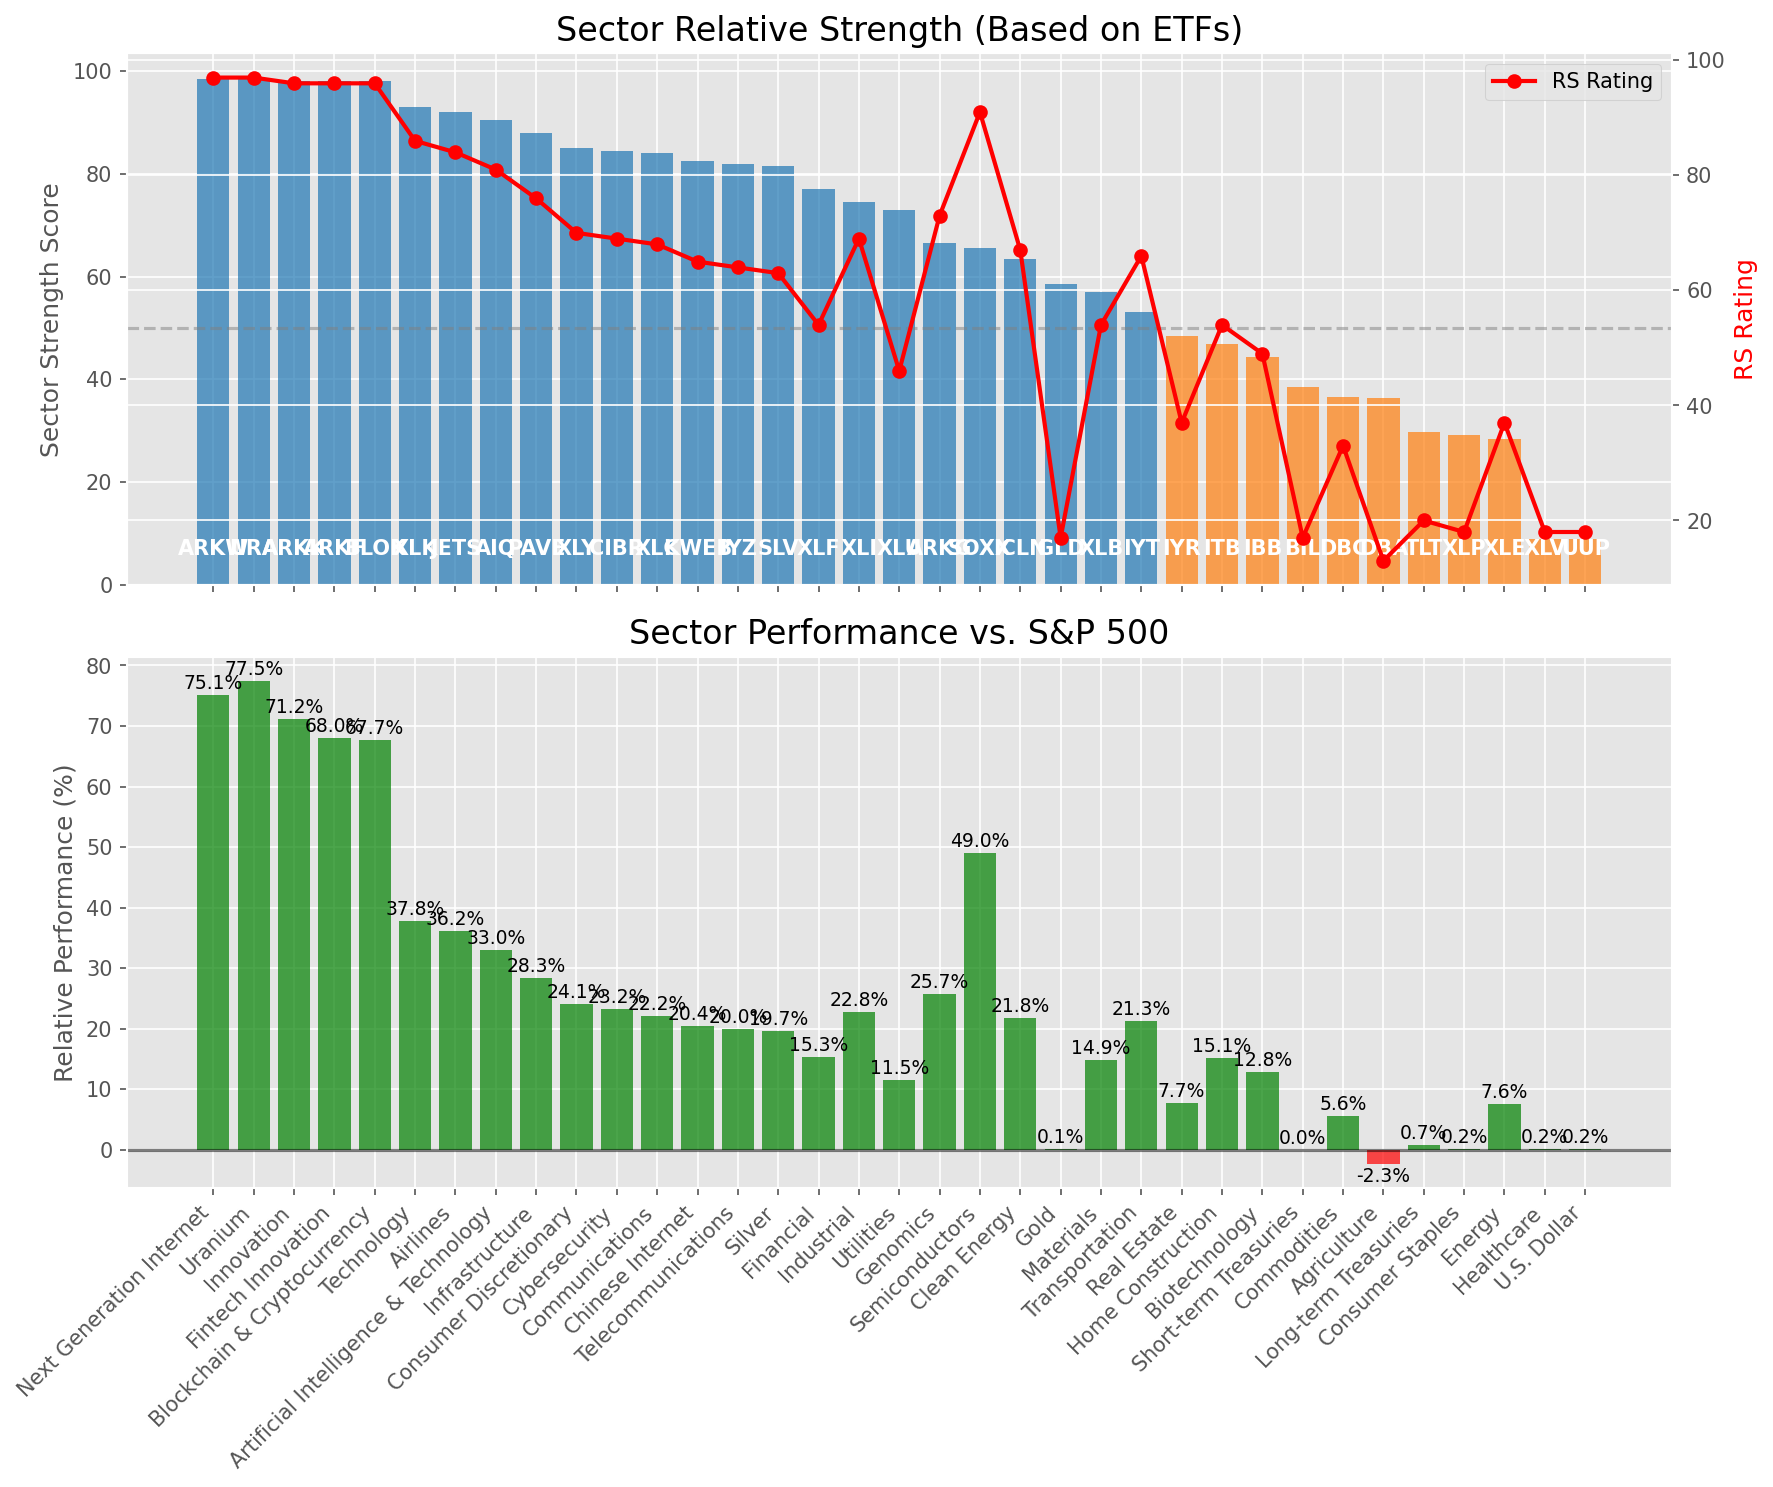 Sector Relative Strength (Based on ETFs)
100
80
60
40
20
0
Sector Strength Score
RS Rating
100
80
60
40
20
RS Rating
ARKW URA ARKK ARKF BLOK XLK JETS AIQ PAVE XLY CIBR XLC KWEB IYZ SLV XLF XLI XLU ARKG SOXX ICLN GLD XLB IYT IYR ITB IBB BIL DBC DBA TLT XLP XLE XLV UUP
Sector Performance vs. S&P 500
80
70
60
50
40
30
20
10
0
Relative Performance (%)
75.1% 77.5% 71.2% 68.0% 67.7% 37.8% 36.2% 33.0% 28.3% 24.1% 23.2% 22.2% 20.4% 20.0% 19.7% 15.3% 22.8% 11.5% 25.7% 49.0% 21.8% 0.1% 14.9% 21.3% 7.7% 15.1% 12.8% 0.0% 5.6% -2.3% 0.7% 0.2% 7.6% 0.2% 0.2%
Next Generation Internet
Uranium
Innovation
Fintech Innovation
Blockchain & Cryptocurrency
Technology
Airlines
Artificial Intelligence & Technology
Infrastructure
Consumer Discretionary
Cybersecurity
Communications
Chinese Internet
Telecommunications
Silver
Financial
Industrial
Utilities
Genomics
Semiconductors
Clean Energy
Gold
Materials
Transportation
Real Estate
Home Construction
Biotechnology
Short-term Treasuries
Commodities
Agriculture
Long-term Treasuries
Consumer Staples
Energy
Healthcare
U.S. Dollar